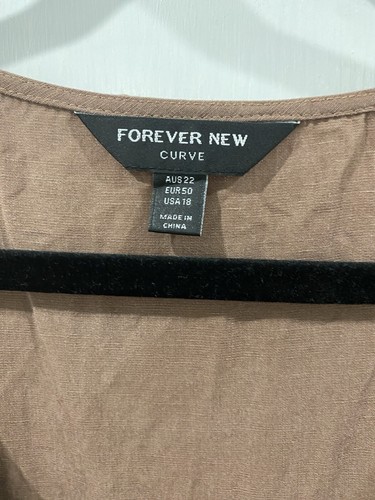 FOREVER NEW
CURVE
AUS 22
EUR 50
USA 18
MADE IN
CHINA